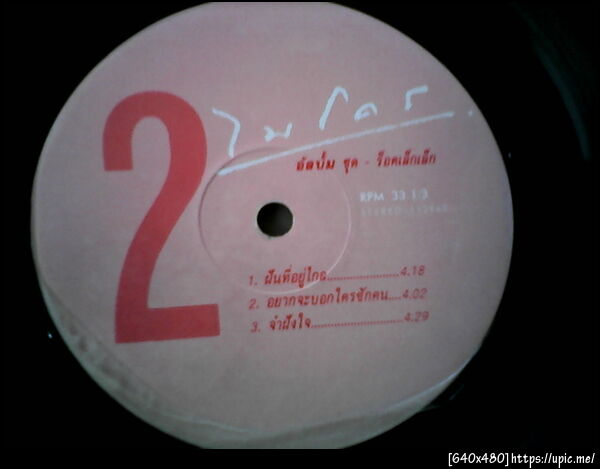 2
ไมโคร
อัลบั้ม ชุด - ร็อคเล็กเล็ก
RPM 33 1/3
1. ฝันที่อยู่ไกล........................4.18
2. อยากจะบอกใครซักคน....4.02
3. จำฝังใจ..............................4.29
[640x480]https://upic.me/